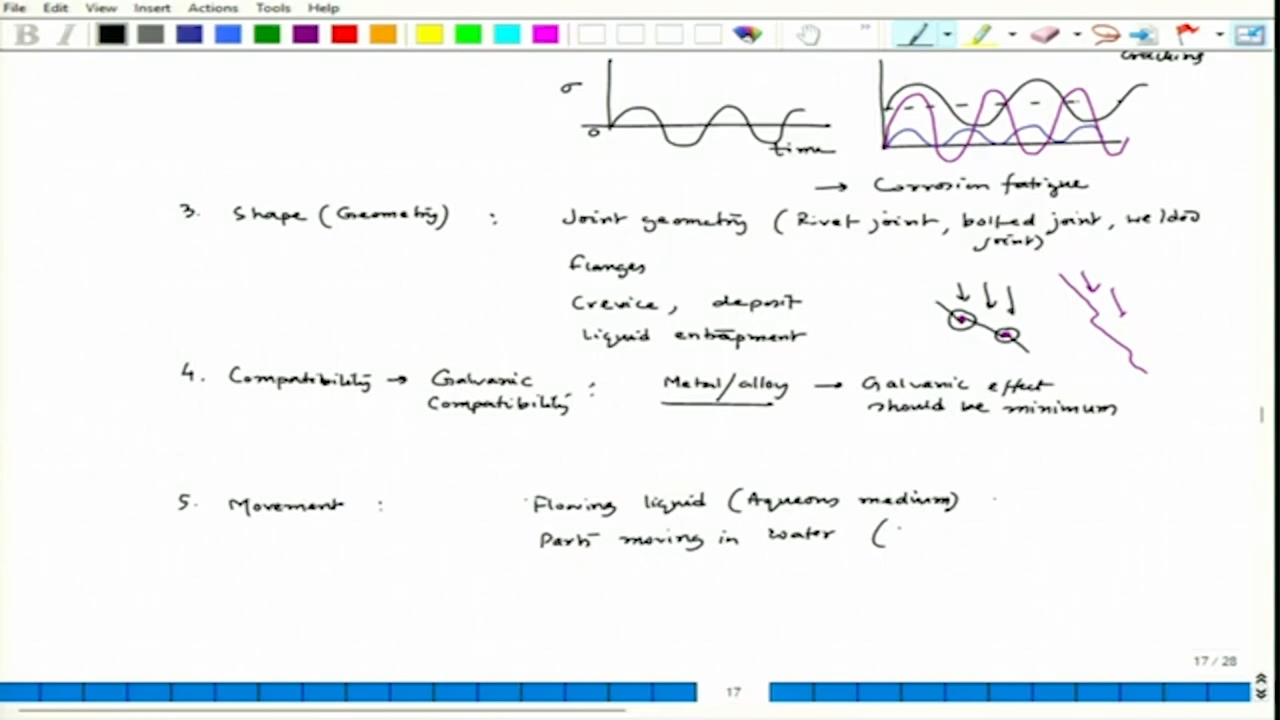 File Edit View Insert Actions Tools Help
B I
cracking
σ
0
time
→ Corrosion fatigue
3. Shape (Geometry) : Joint geometry (Rivet joint, bolted joint, welded
joint)
flanges
Crevice, deposit
liquid entrapment
4. Compatibility → Galvanic : Metal/alloy → Galvanic effect
Compatibility should be minimum
5. Movement : Flowing liquid (Aqueous medium)
Parts moving in water (
17 / 28
17